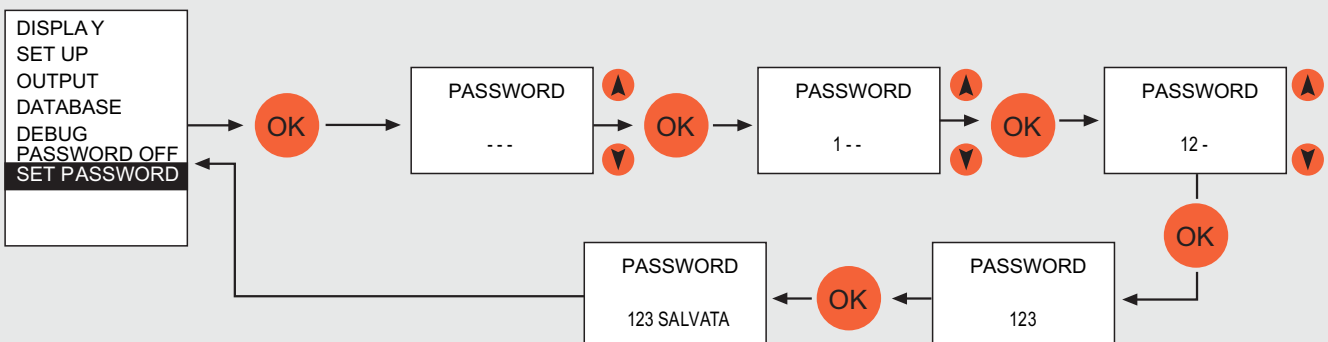 DISPLAY
SET UP
OUTPUT
DATABASE
DEBUG
PASSWORD OFF
SET PASSWORD
OK
PASSWORD
- - -
OK
PASSWORD
1 - -
OK
PASSWORD
12 -
OK
PASSWORD
123
OK
PASSWORD
123 SALVATA